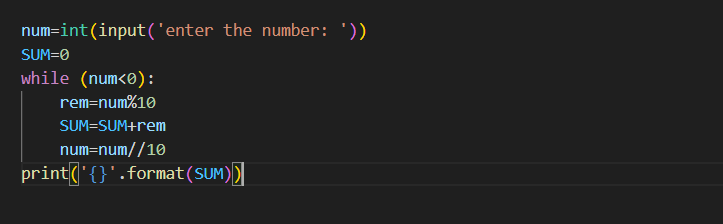 num=int(input('enter the number: '))
SUM=0
while (num<0):
    rem=num%10
    SUM=SUM+rem
    num=num//10
print('{}'.format(SUM))